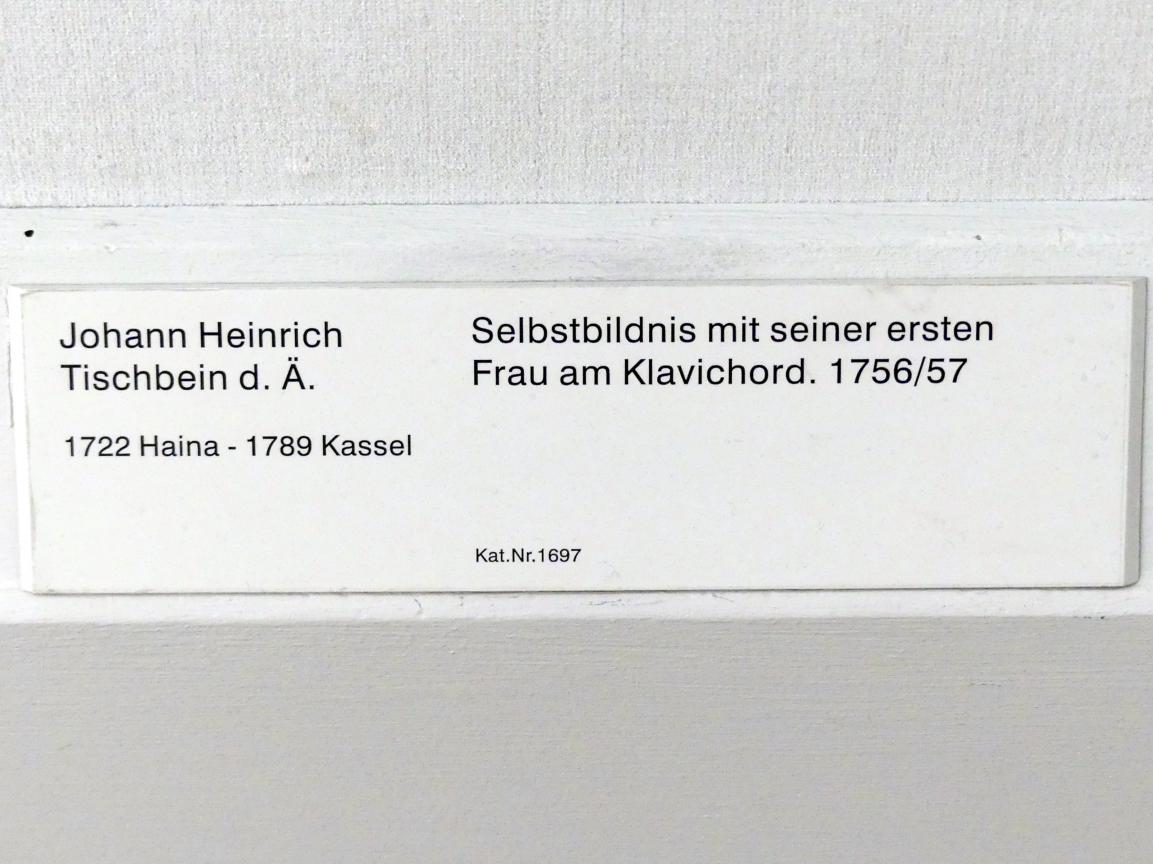 Johann Heinrich
Tischbein d. Ä.
1722 Haina - 1789 Kassel
Selbstbildnis mit seiner ersten
Frau am Klavichord. 1756/57
Kat.Nr.1697